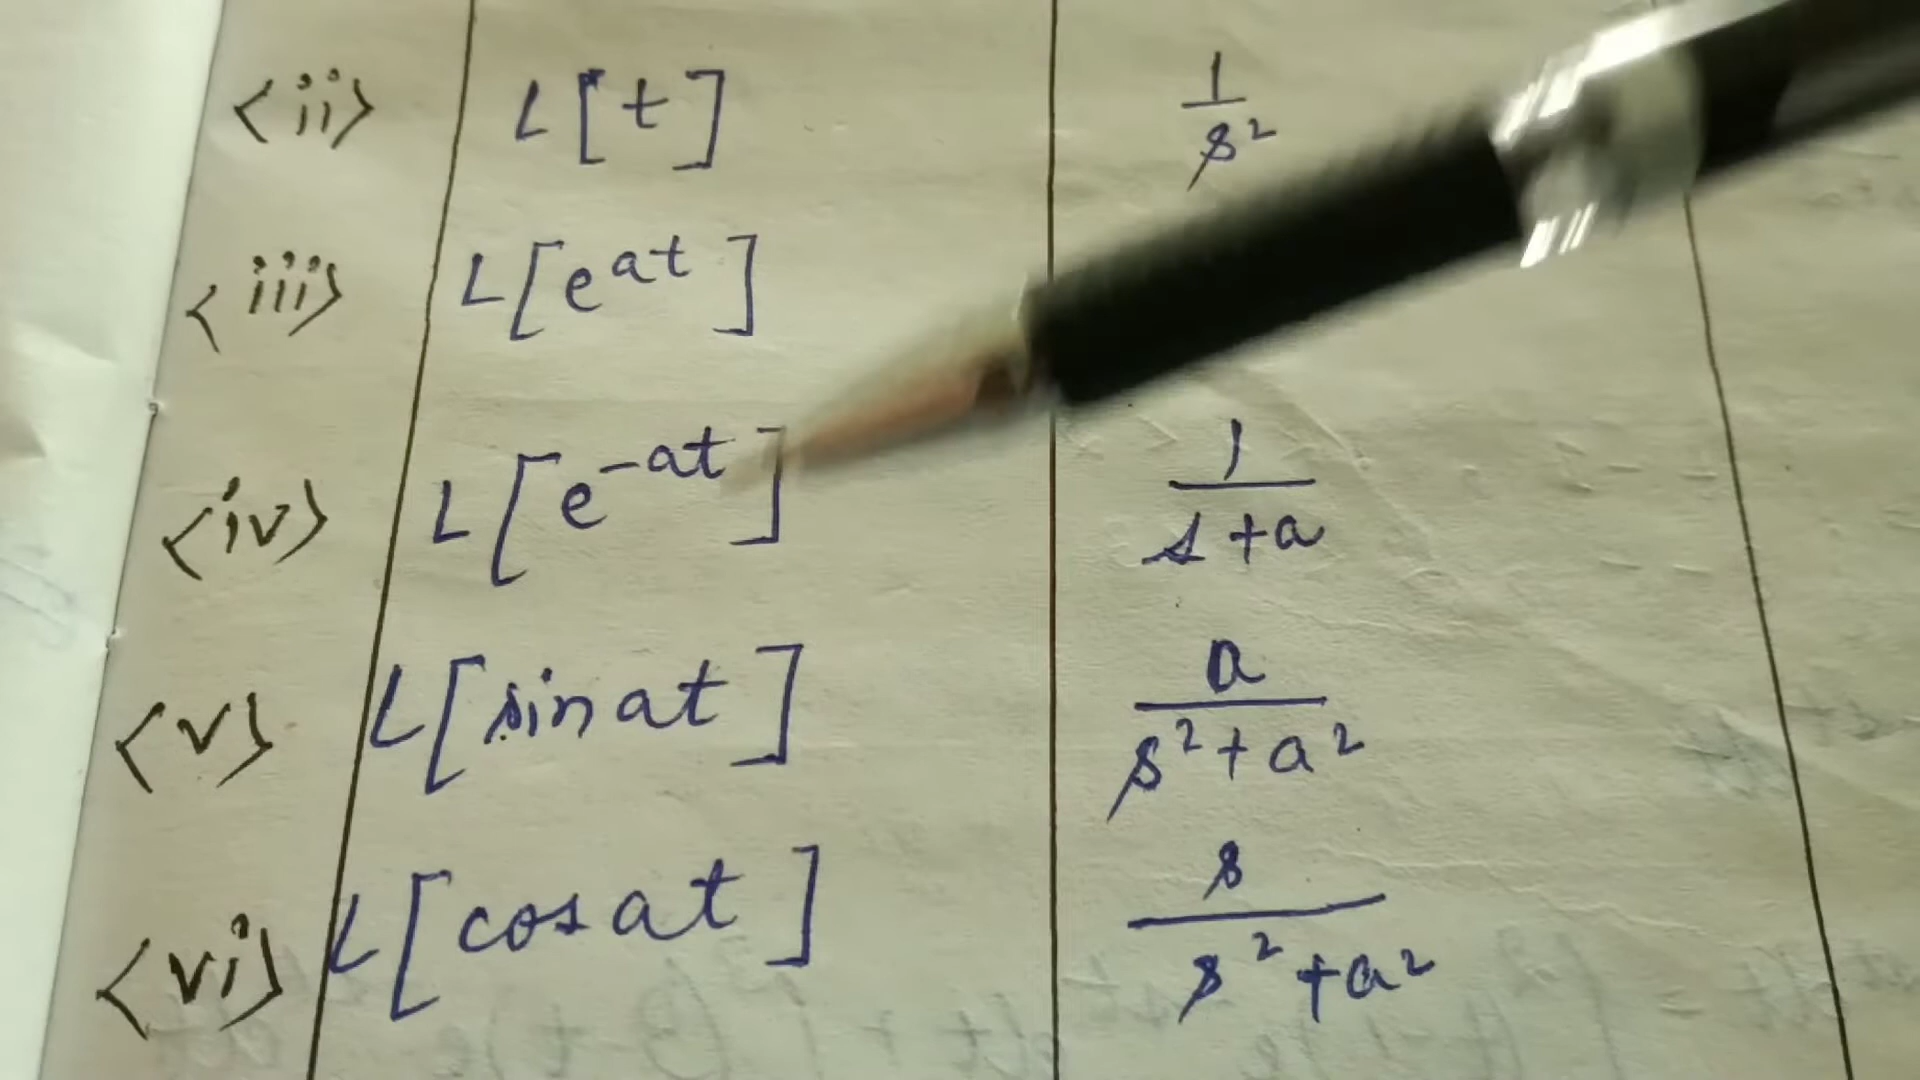 <ii> L[t] 1/s²
<iii> L[e^at]
<iv> L[e^-at] 1/s+a
<v> L[sin at] a/s²+a²
<vi> L[cos at] s/s²+a²